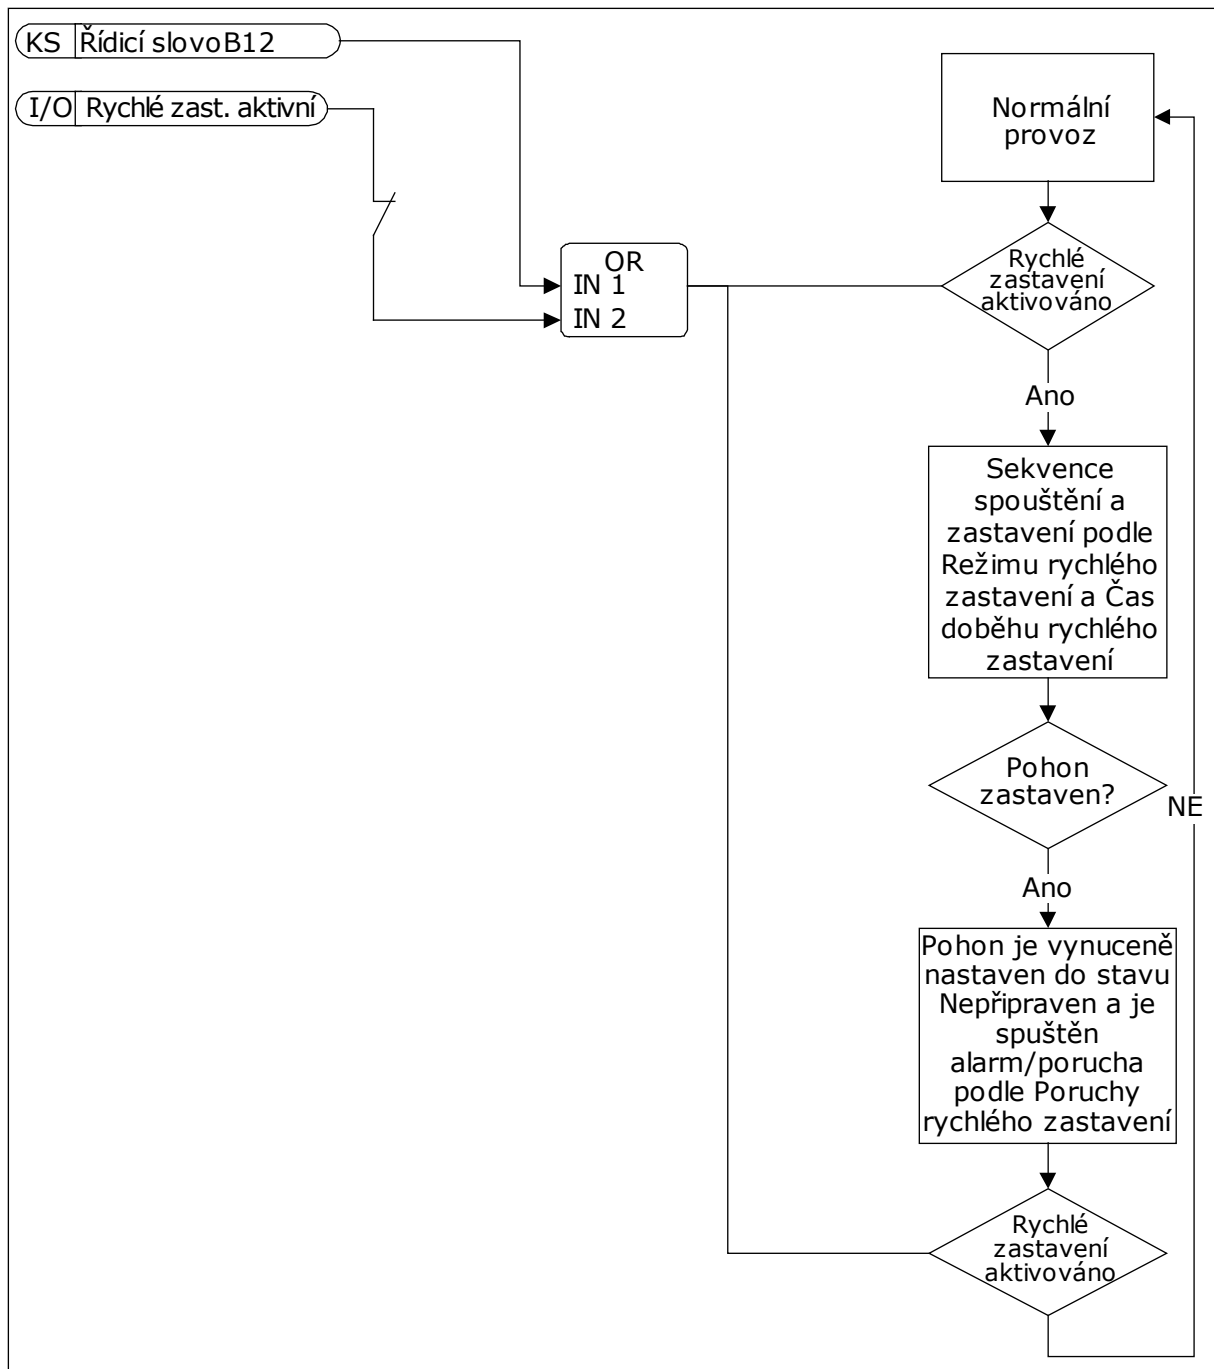 KS Řídicí slovoB12
I/O Rychlé zast. aktivní
OR
IN 1
IN 2
Normální
provoz
Rychlé
zastavení
aktivováno
Ano
Sekvence
spouštění a
zastavení podle
Režimu rychlého
zastavení a Čas
doběhu rychlého
zastavení
Pohon
zastaven?
NE
Ano
Pohon je vynuceně
nastaven do stavu
Nepřipraven a je
spuštěn
alarm/porucha
podle Poruchy
rychlého zastavení
Rychlé
zastavení
aktivováno